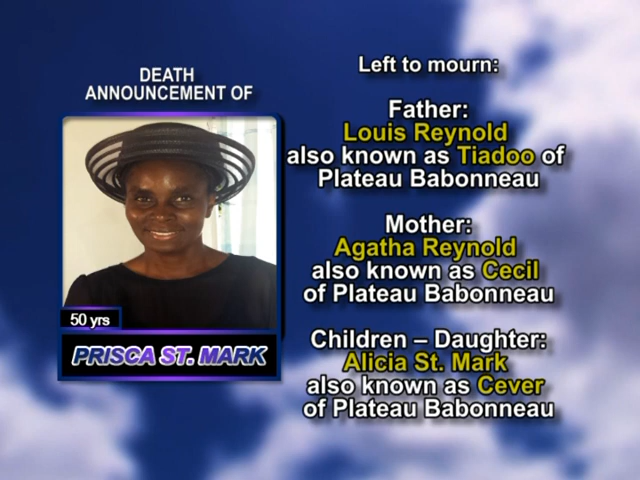 DEATH
ANNOUNCEMENT OF
50 yrs
PRISCA ST. MARK
Left to mourn:
Father:
Louis Reynold
also known as Tiadoo of
Plateau Babonneau
Mother:
Agatha Reynold
also known as Cecil
of Plateau Babonneau
Children – Daughter:
Alicia St. Mark
also known as Cever
of Plateau Babonneau